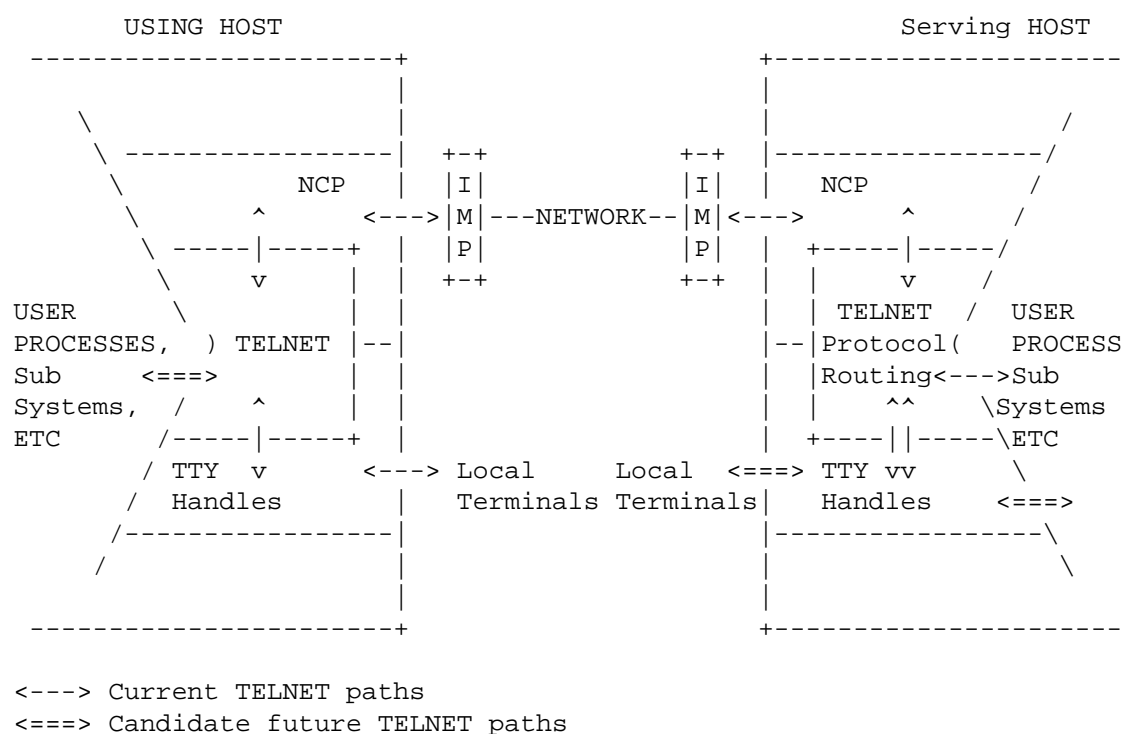 USING HOST Serving HOST
NCP |I| |I| NCP
<---> |M| ---NETWORK-- |M| <--->
|P| |P|
USER TELNET USER
PROCESSES, ) TELNET Protocol( PROCESS
Sub <===> Routing<--->Sub
Systems, Systems
ETC ETC
TTY <---> Local Local <===> TTY
Handles Terminals Terminals Handles <===>
<---> Current TELNET paths
<===> Candidate future TELNET paths